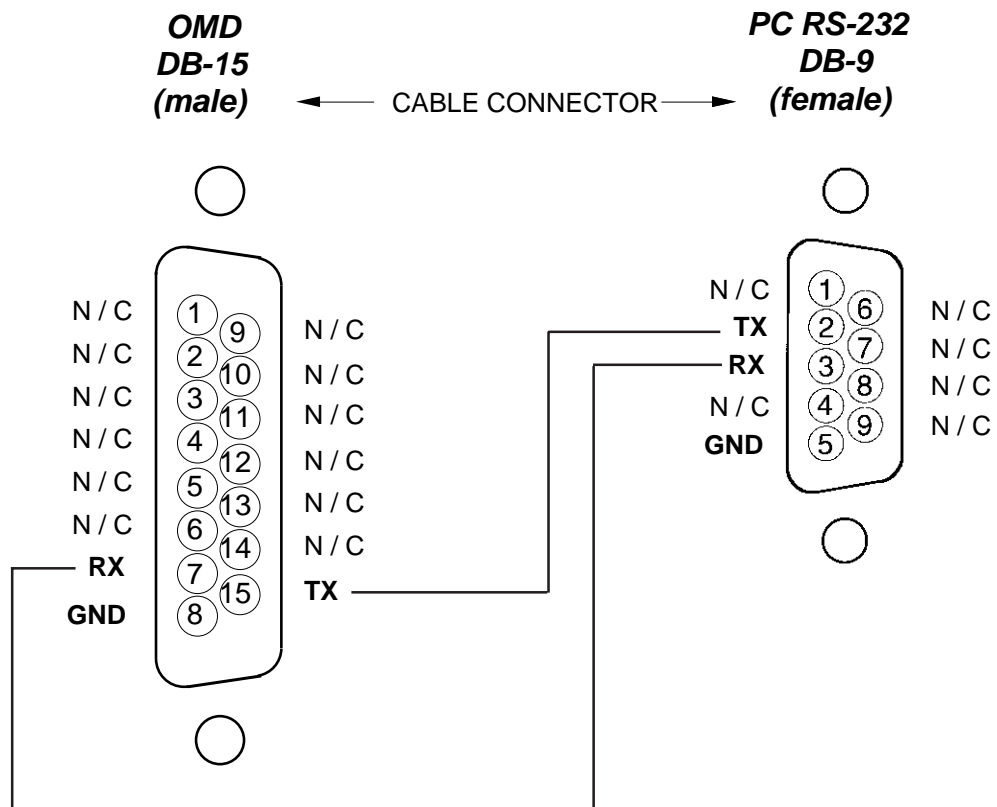 OMD
DB-15
(male)
CABLE CONNECTOR
PC RS-232
DB-9
(female)
N / C
N / C
N / C
N / C
N / C
N / C
RX
GND
1
2
3
4
5
6
7
8
9
10
11
12
13
14
15
N / C
N / C
N / C
N / C
N / C
N / C
TX
N / C
TX
RX
N / C
GND
1
2
3
4
5
6
7
8
9
N / C
N / C
N / C
N / C